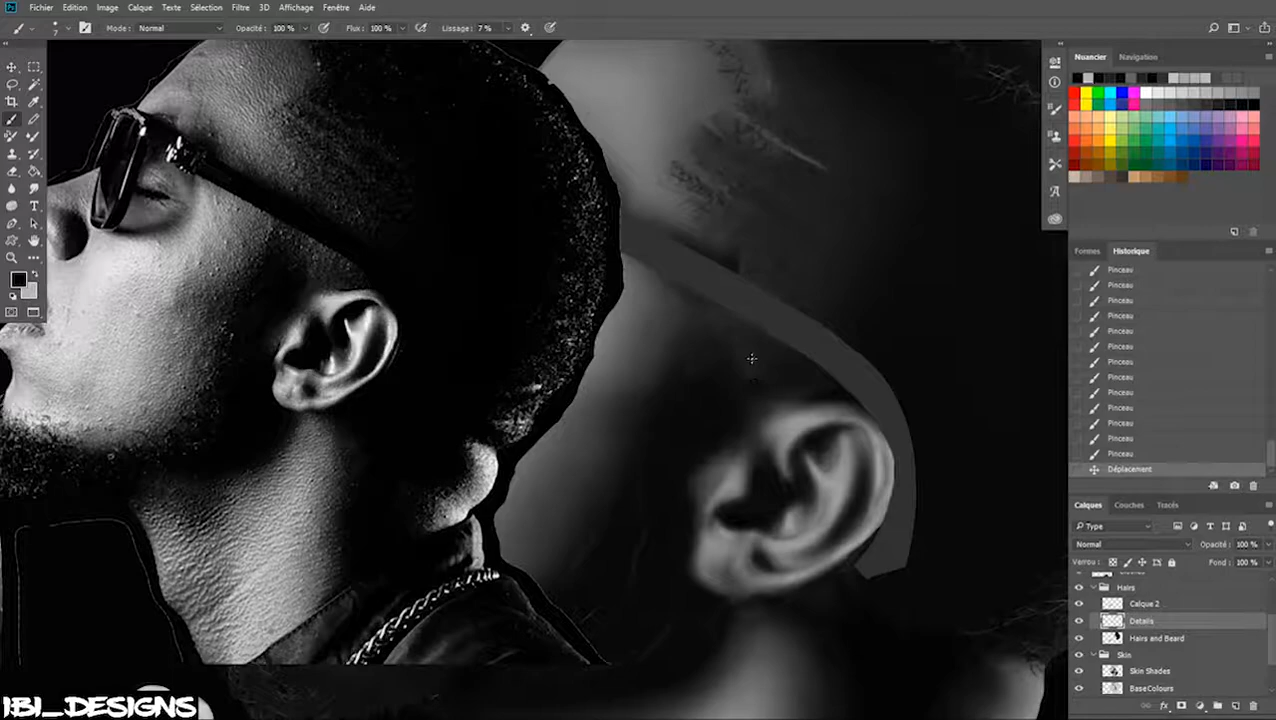 Ps Fichier Edition Image Calque Texte Sélection Filtre 3D Affichage Fenêtre Aide
7 Mode : Normal Opacité : 100 % Flux : 100 % Lissage : 7 %
Nuancier Navigation
Formes Historique
Pinceau
Pinceau
Pinceau
Pinceau
Pinceau
Pinceau
Pinceau
Pinceau
Pinceau
Pinceau
Pinceau
Pinceau
Pinceau
Déplacement
Calques Couches Tracés
Type
Normal Opacité : 100 %
Verrou : Fond : 100 %
Hairs
Calque 2
Details
Hairs and Beard
Skin
Skin Shades
BaseColours
IBI_DESIGNS